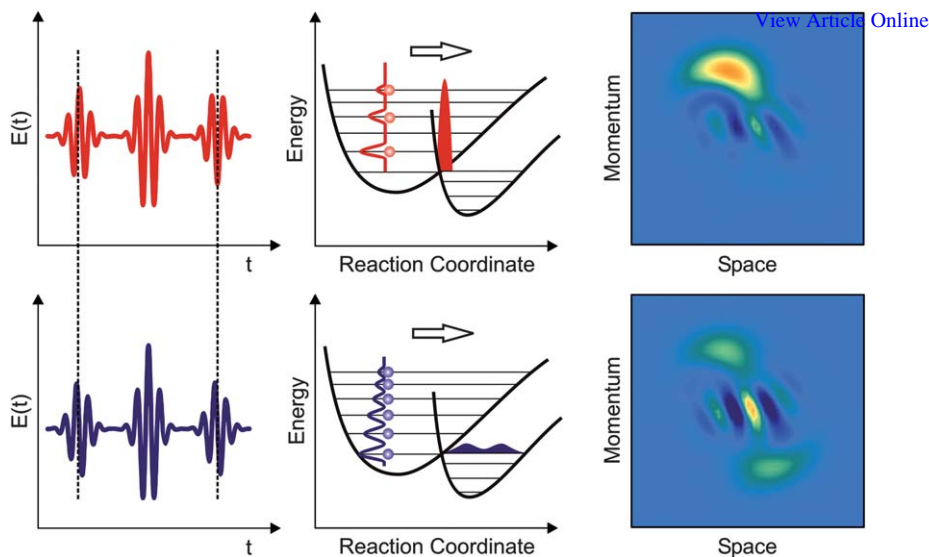 View Article Online
E(t)
t
Energy
Reaction Coordinate
Momentum
Space
E(t)
t
Energy
Reaction Coordinate
Momentum
Space